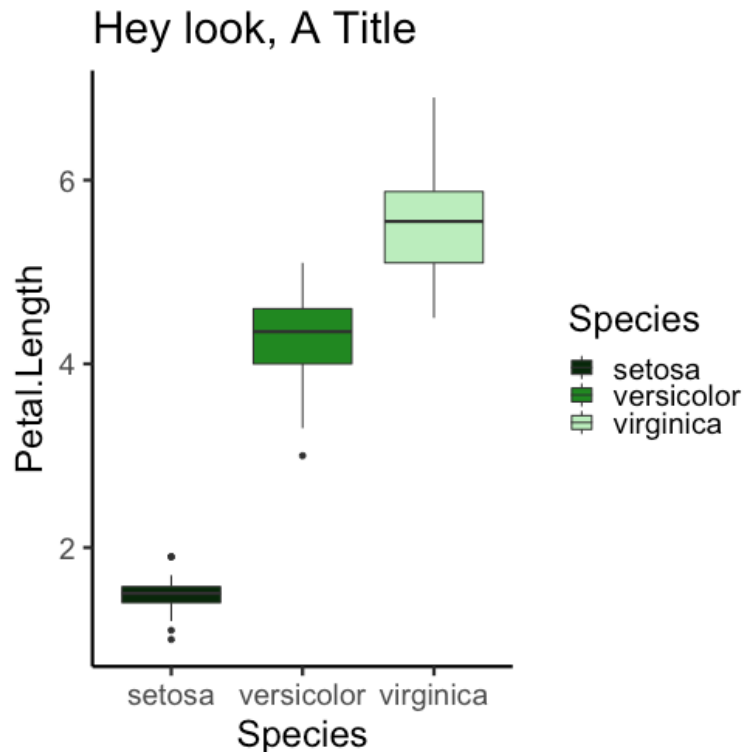 Hey look, A Title
Petal.Length
6
4
2
setosa versicolor virginica
Species
Species
setosa
versicolor
virginica